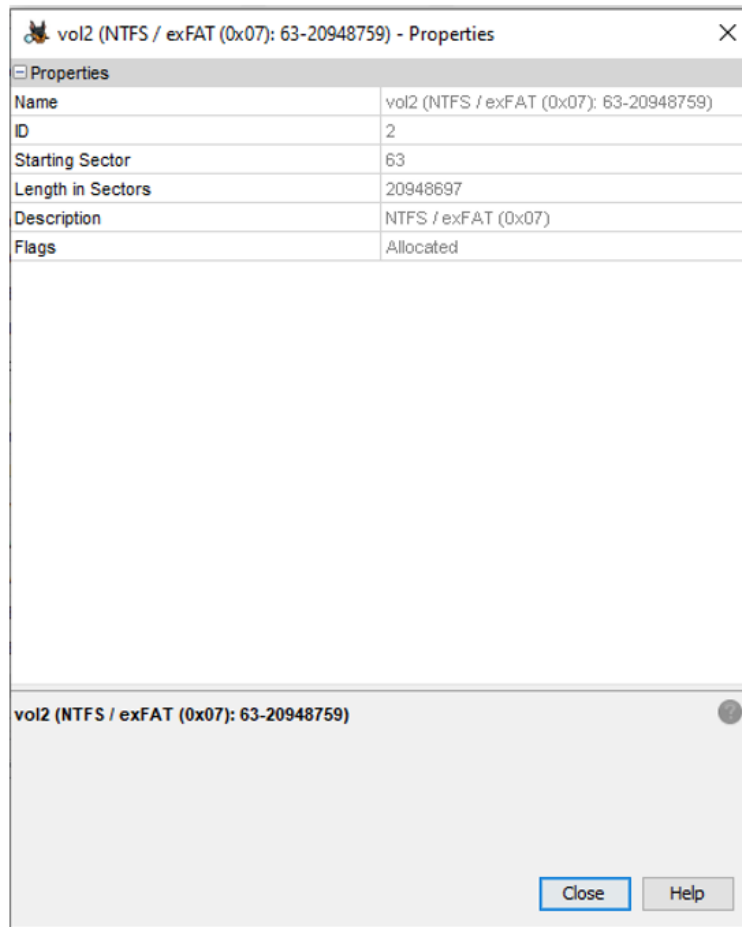 vol2 (NTFS / exFAT (0x07): 63-20948759) - Properties
Properties
Name vol2 (NTFS / exFAT (0x07): 63-20948759)
ID 2
Starting Sector 63
Length in Sectors 20948697
Description NTFS / exFAT (0x07)
Flags Allocated
vol2 (NTFS / exFAT (0x07): 63-20948759)
Close Help